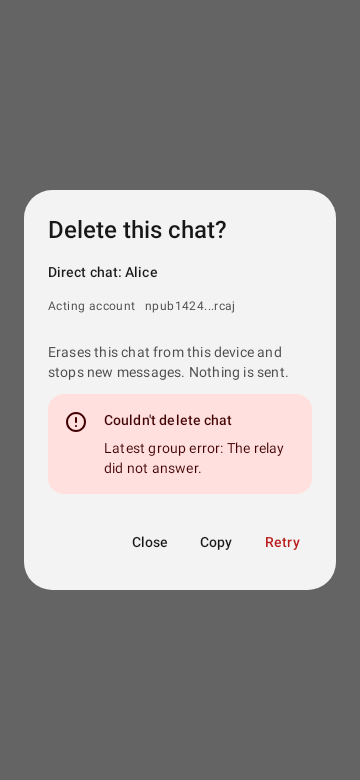 Delete this chat?
Direct chat: Alice
Acting account npub1424...rcaj
Erases this chat from this device and
stops new messages. Nothing is sent.
Couldn't delete chat
Latest group error: The relay
did not answer.
Close Copy Retry